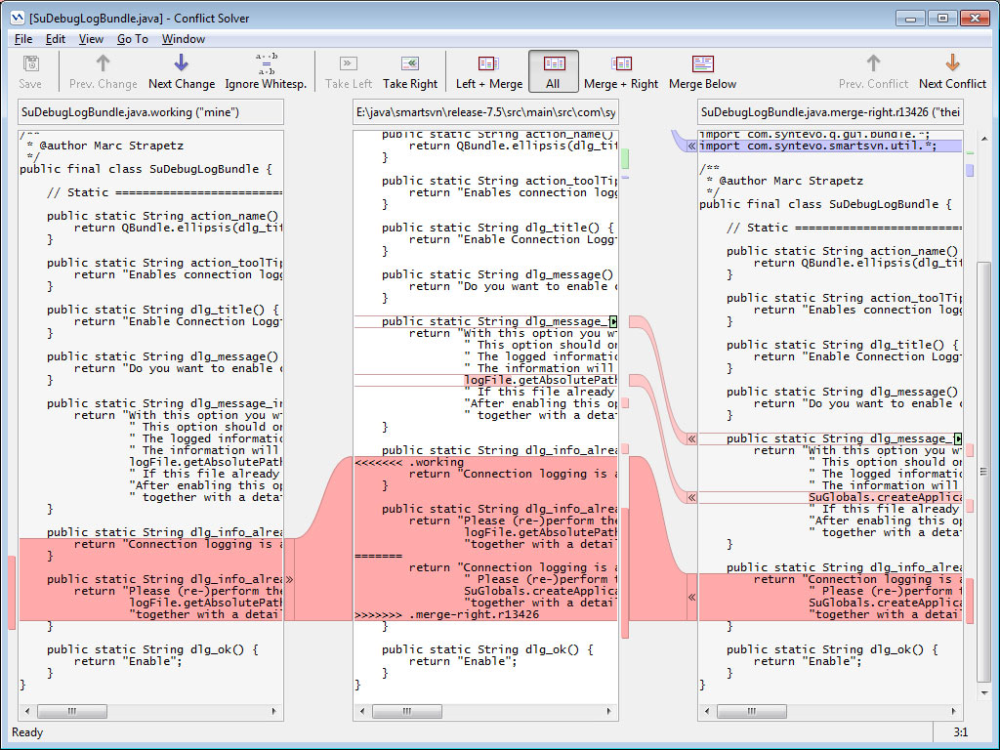 [SuDebugLogBundle.java] - Conflict Solver
File Edit View Go To Window
a··b
=
a·b
Save Prev. Change Next Change Ignore Whitesp. Take Left Take Right Left + Merge All Merge + Right Merge Below Prev. Conflict Next Conflict
SuDebugLogBundle.java.working ("mine")
/**
 * @author Marc Strapetz
 */
public final class SuDebugLogBundle {
// Static =========================
public static String action_name()
return QBundle.ellipsis(dlg_tit
}
public static String action_toolTip
return "Enables connection logg
}
public static String dlg_title() {
return "Enable Connection Logg
}
public static String dlg_message()
return "Do you want to enable c
}
public static String dlg_message_in
return "With this option you w
" This option should on
" The logged informatio
" The information will
logFile.getAbsolutePath
" If this file already
"After enabling this op
" together with a detai
}
public static String dlg_info_alrea
return "Connection logging is a
}
public static String dlg_info_alrea
return "Please (re-)perform the
logFile.getAbsolutePath
"together with a detail
}
public static String dlg_ok() {
return "Enable";
}
}
E:\java\smartsvn\release-7.5\src\main\src\com\sy
public static String action_name()
return QBundle.ellipsis(dlg_tit
}
public static String action_toolTip
return "Enables connection logg
}
public static String dlg_title() {
return "Enable Connection Logg
}
public static String dlg_message()
return "Do you want to enable c
}
public static String dlg_message_
return "With this option you w
" This option should on
" The logged informatio
" The information will
logFile.getAbsolutePath
" If this file already
"After enabling this op
" together with a detai
}
public static String dlg_info_alrea
<<<<<<< .working
return "Connection logging is a
}
public static String dlg_info_alrea
return "Please (re-)perform the
logFile.getAbsolutePath
"together with a detail
=======
return "Connection logging is a
" Please (re-)perform t
SuGlobals.createApplica
"together with a detail
>>>>>>> .merge-right.r13426
}
public static String dlg_ok() {
return "Enable";
}
}
SuDebugLogBundle.java.merge-right.r13426 ("thei
import com.syntevo.q.gui.bundle.*;
import com.syntevo.smartsvn.util.*;
/**
 * @author Marc Strapetz
 */
public final class SuDebugLogBundle {
// Static =========================
public static String action_name()
return QBundle.ellipsis(dlg_tit
}
public static String action_toolTip
return "Enables connection logg
}
public static String dlg_title() {
return "Enable Connection Logg
}
public static String dlg_message()
return "Do you want to enable c
}
public static String dlg_message_
return "With this option you w
" This option should on
" The logged informatio
" The information will
SuGlobals.createApplica
" If this file already
"After enabling this op
" together with a detai
}
public static String dlg_info_alrea
return "Connection logging is a
" Please (re-)perform t
SuGlobals.createApplica
"together with a detail
}
public static String dlg_ok() {
return "Enable";
}
}
Ready 3:1